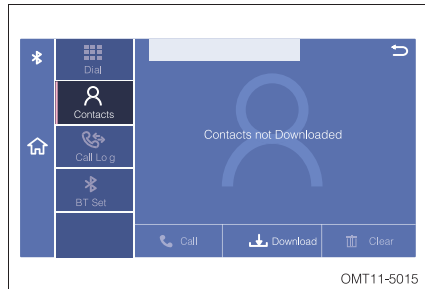 Dial
Contacts
Call Log
BT Set
Contacts not Downloaded
Call
Download
Clear
OMT11-5015